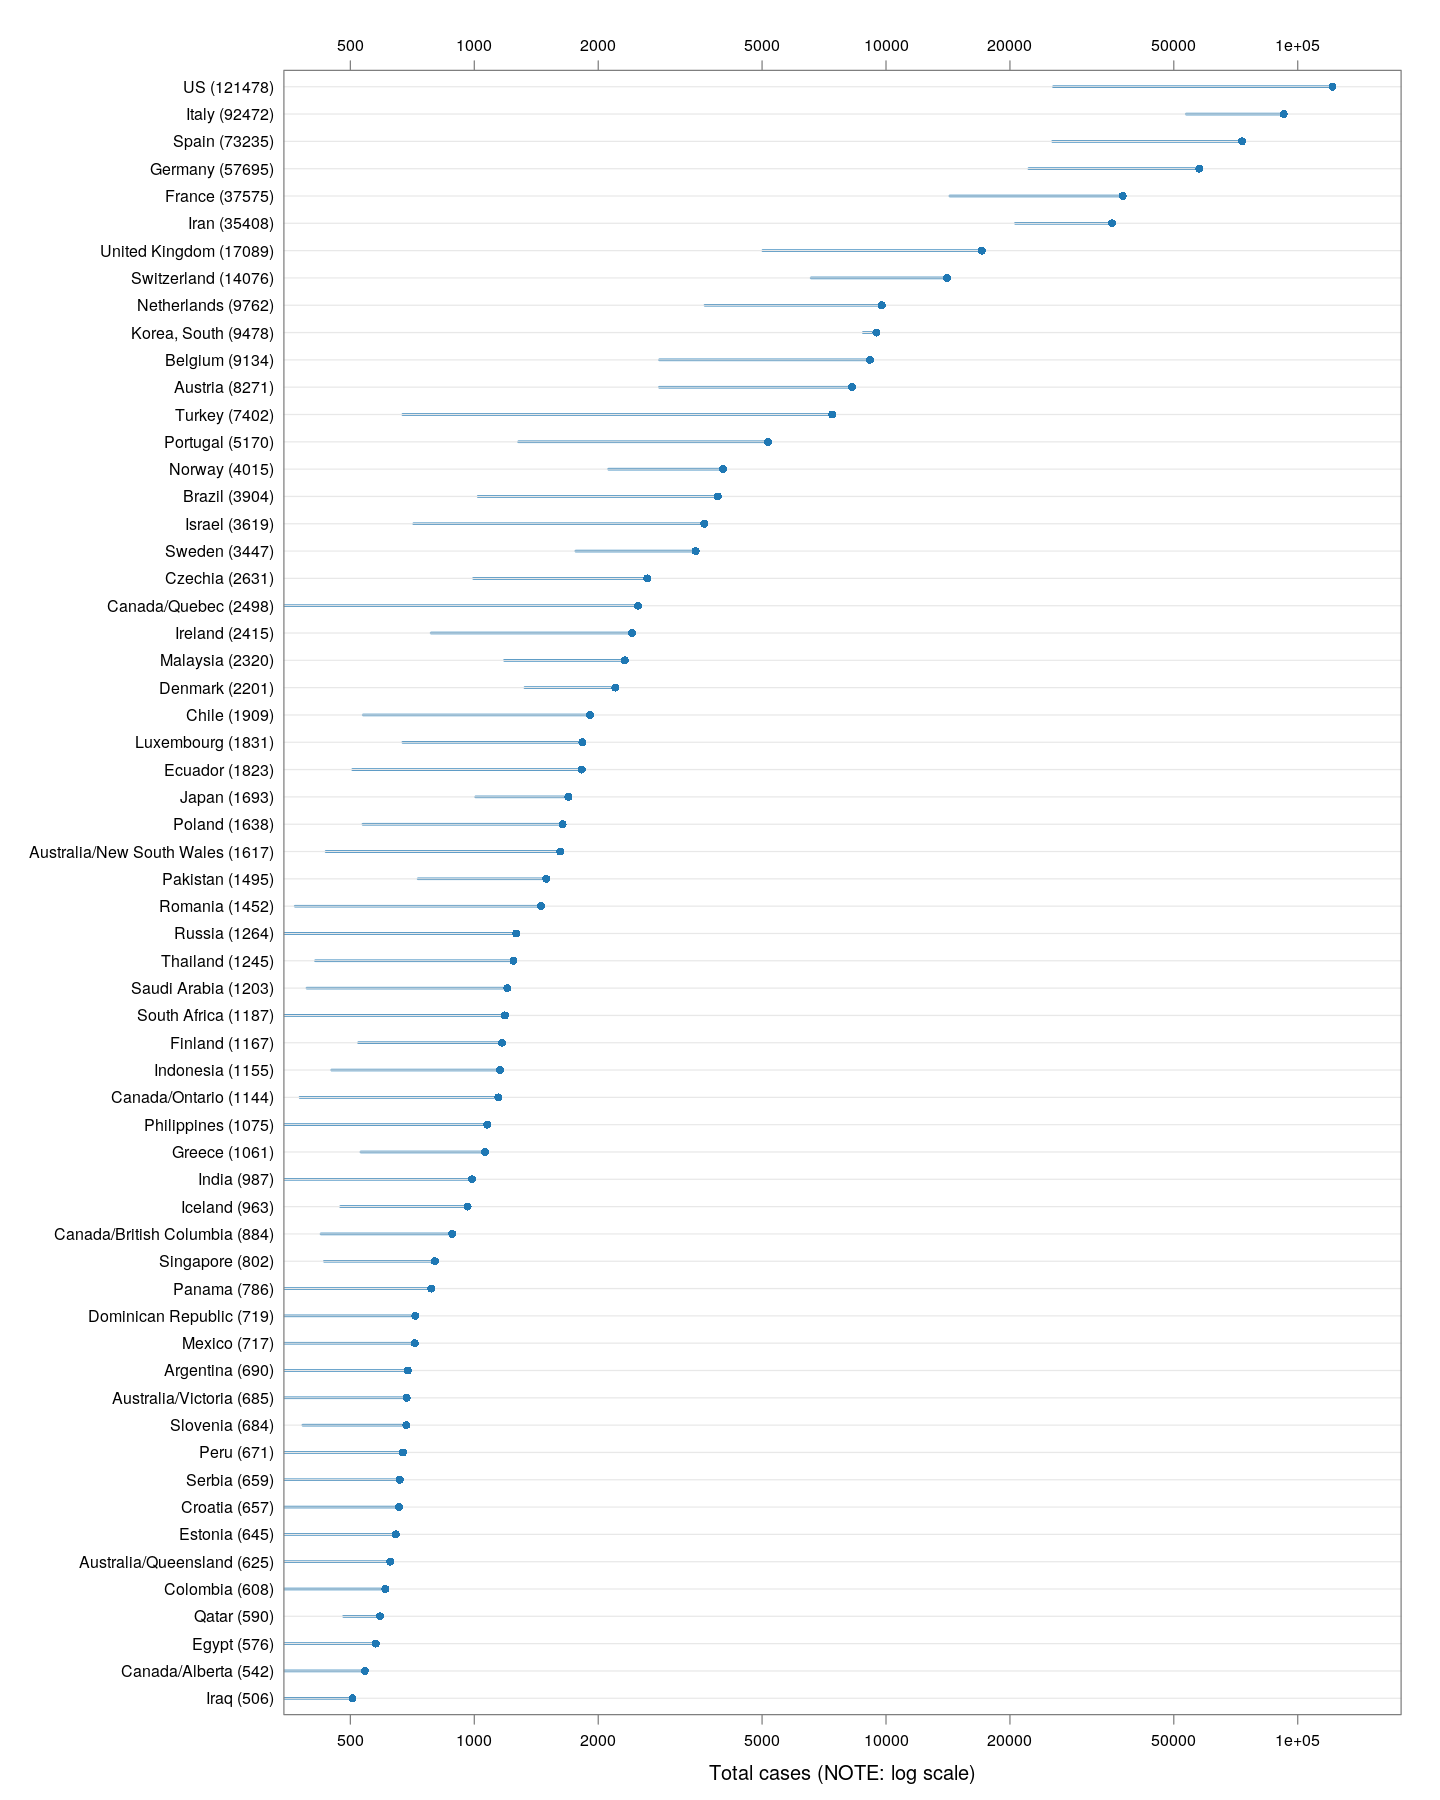 500 1000 2000 5000 10000 20000 50000 1e+05
US (121478)
Italy (92472)
Spain (73235)
Germany (57695)
France (37575)
Iran (35408)
United Kingdom (17089)
Switzerland (14076)
Netherlands (9762)
Korea, South (9478)
Belgium (9134)
Austria (8271)
Turkey (7402)
Portugal (5170)
Norway (4015)
Brazil (3904)
Israel (3619)
Sweden (3447)
Czechia (2631)
Canada/Quebec (2498)
Ireland (2415)
Malaysia (2320)
Denmark (2201)
Chile (1909)
Luxembourg (1831)
Ecuador (1823)
Japan (1693)
Poland (1638)
Australia/New South Wales (1617)
Pakistan (1495)
Romania (1452)
Russia (1264)
Thailand (1245)
Saudi Arabia (1203)
South Africa (1187)
Finland (1167)
Indonesia (1155)
Canada/Ontario (1144)
Philippines (1075)
Greece (1061)
India (987)
Iceland (963)
Canada/British Columbia (884)
Singapore (802)
Panama (786)
Dominican Republic (719)
Mexico (717)
Argentina (690)
Australia/Victoria (685)
Slovenia (684)
Peru (671)
Serbia (659)
Croatia (657)
Estonia (645)
Australia/Queensland (625)
Colombia (608)
Qatar (590)
Egypt (576)
Canada/Alberta (542)
Iraq (506)
500 1000 2000 5000 10000 20000 50000 1e+05
Total cases (NOTE: log scale)